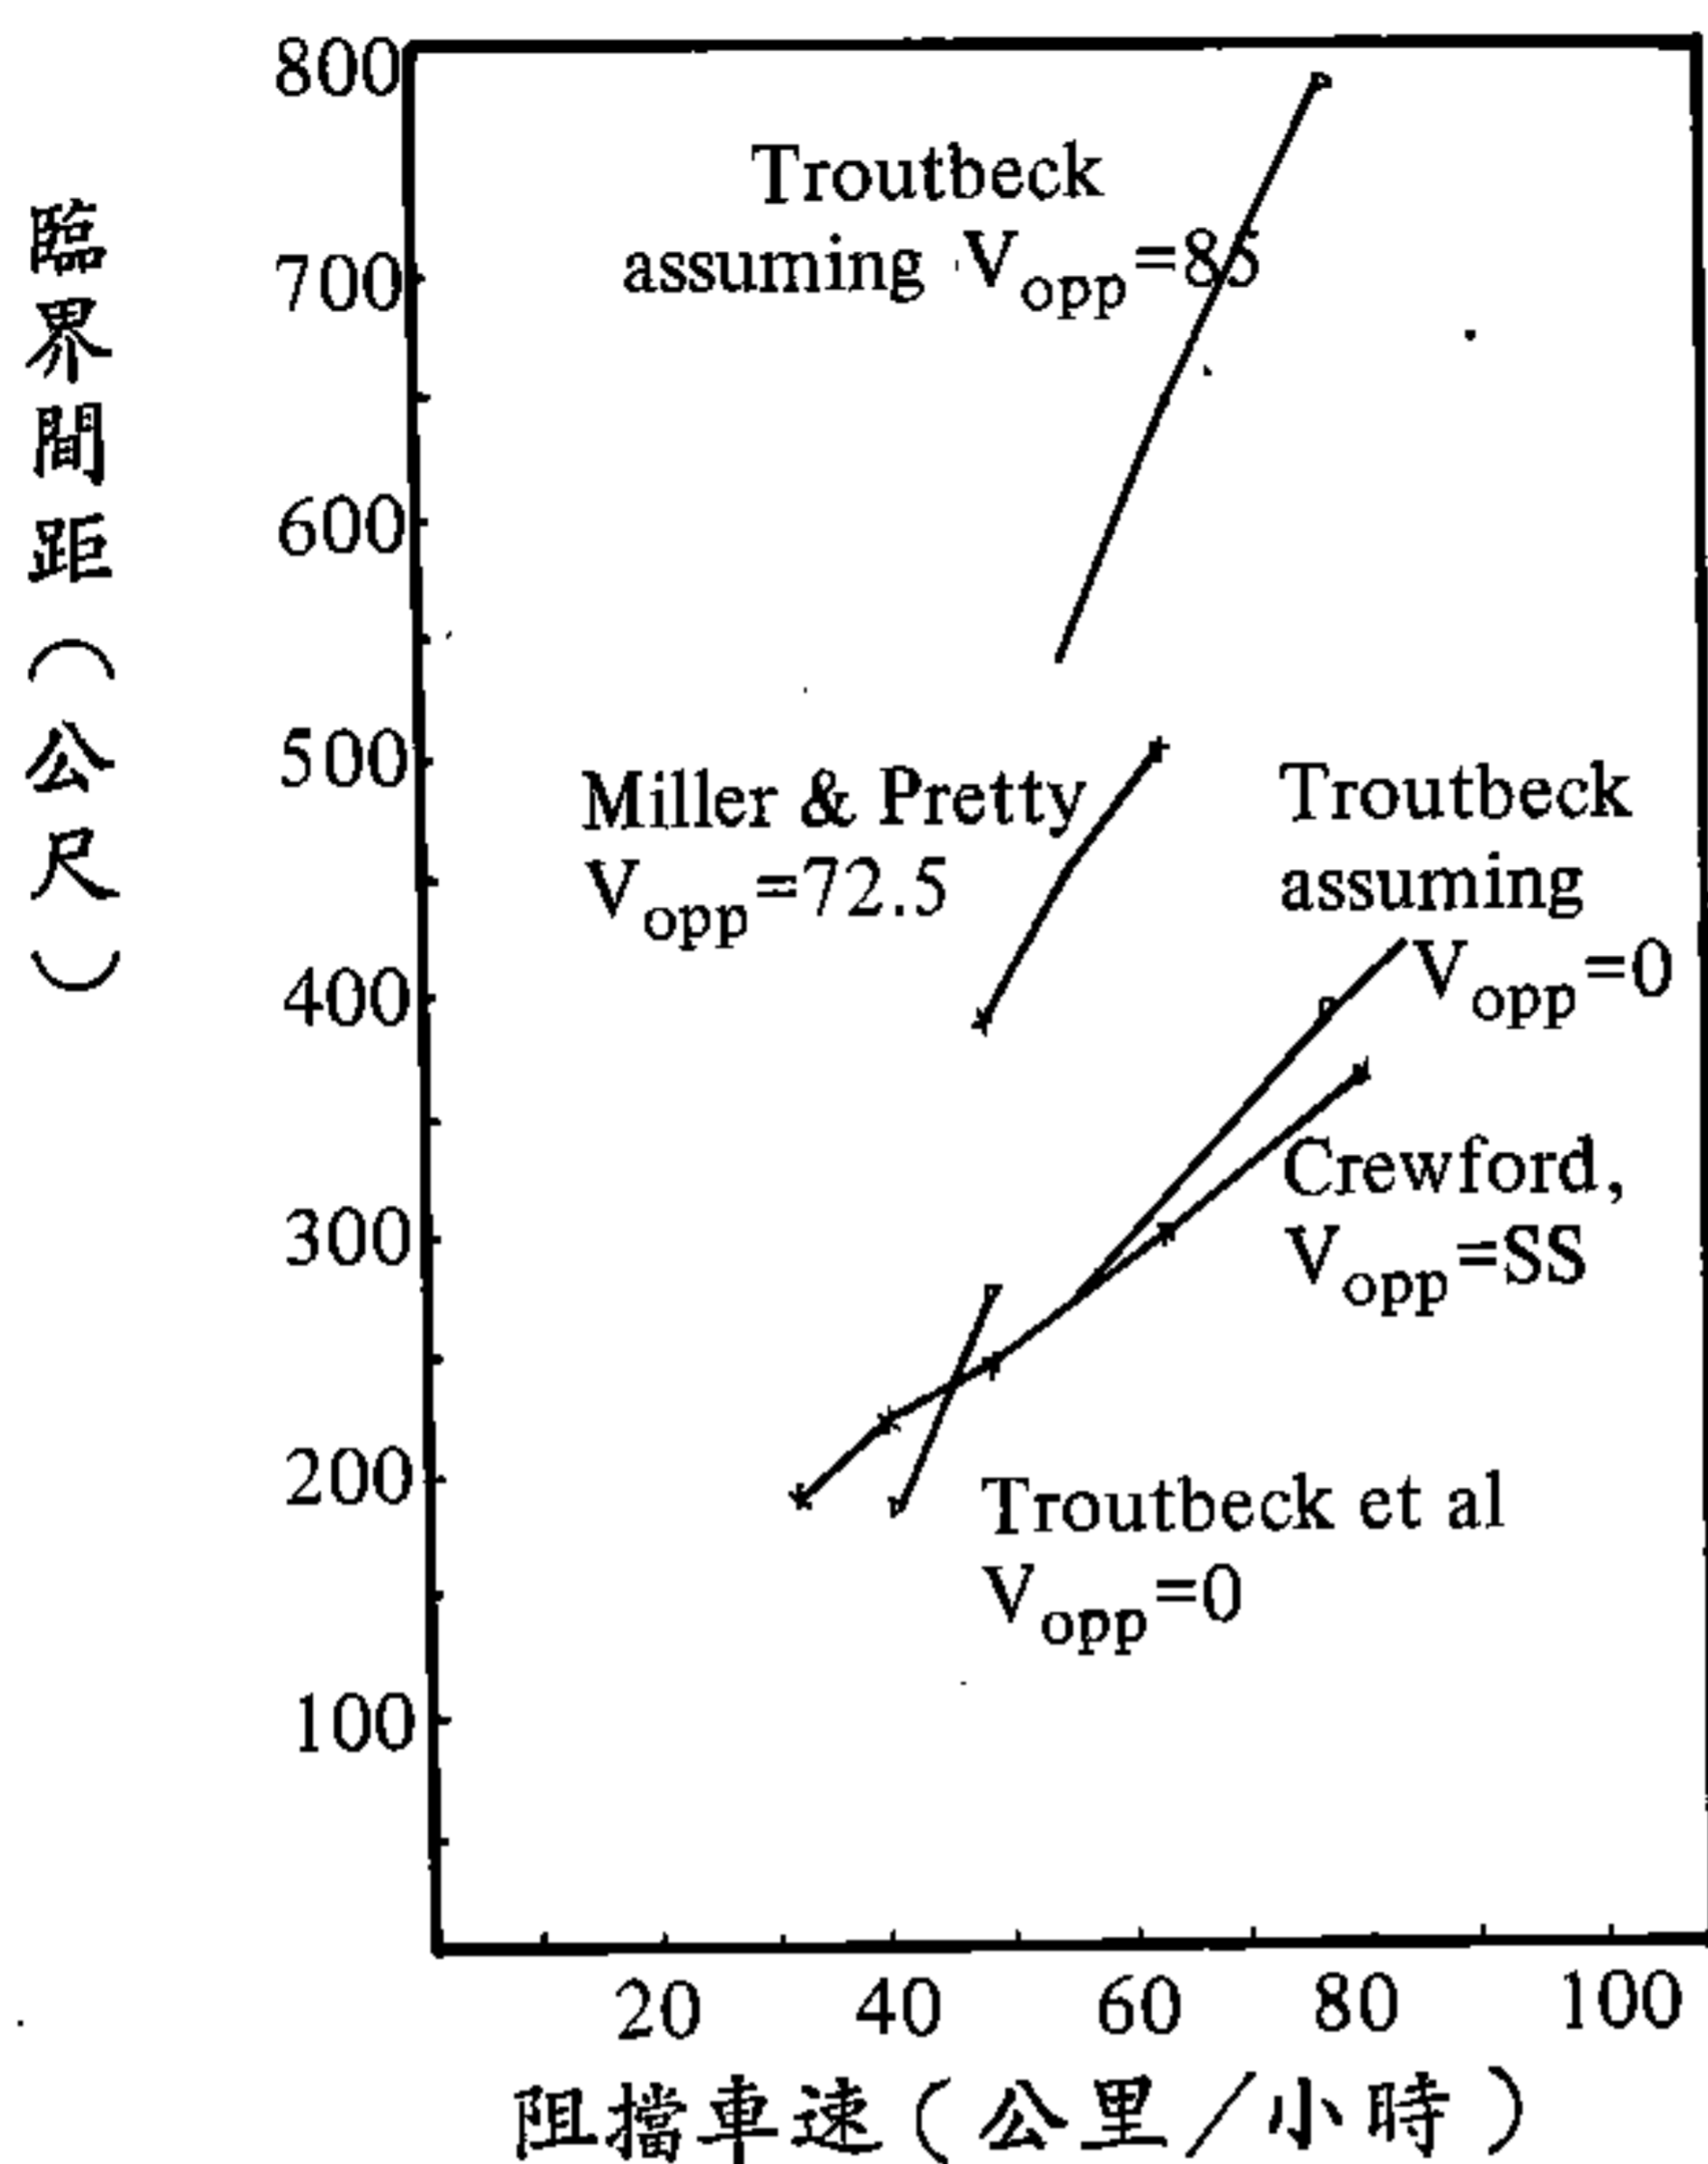 臨界間距（公尺）
800
700
600
500
400
300
200
100
Troutbeck
assuming Vopp=85
Miller & Pretty
Vopp=72.5
Troutbeck
assuming
Vopp=0
Crewford,
Vopp=SS
Troutbeck et al
Vopp=0
20 40 60 80 100
阻擋車速(公里/小時)